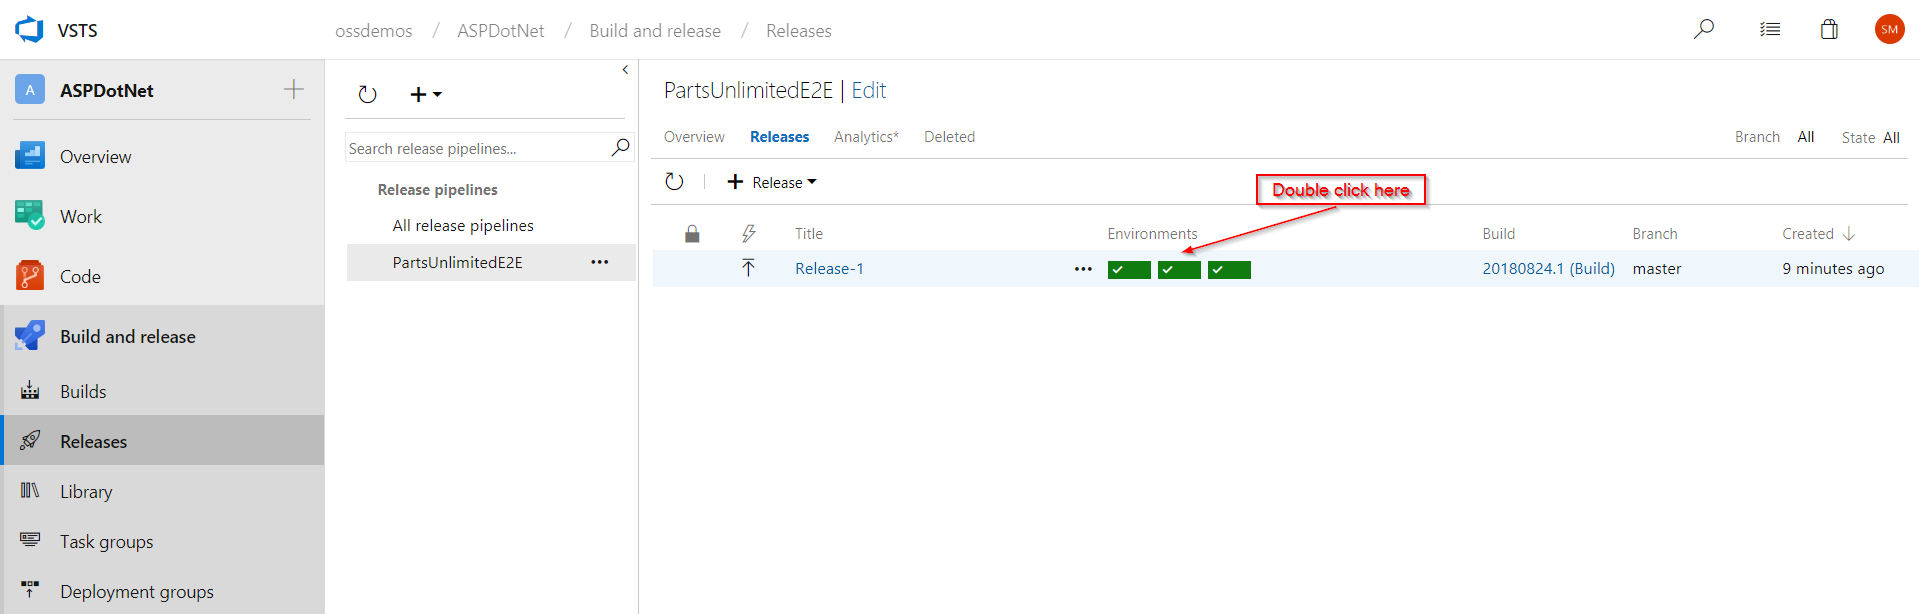 VSTS
ossdemos / ASPDotNet / Build and release / Releases
SM
A ASPDotNet
Overview
Work
Code
Build and release
Builds
Releases
Library
Task groups
Deployment groups
Search release pipelines...
Release pipelines
All release pipelines
PartsUnlimitedE2E
PartsUnlimitedE2E | Edit
Overview Releases Analytics* Deleted
Branch All State All
Release
Double click here
Title Environments Build Branch Created
Release-1 20180824.1 (Build) master 9 minutes ago